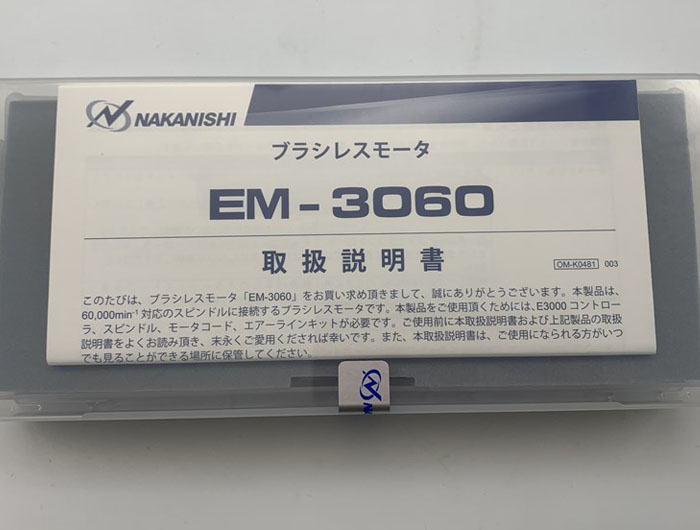 NAKANISHI
ブラシレスモータ
EM-3060
取扱説明書
OM-K0481 003
このたびは、ブラシレスモータ「EM-3060」をお買い求め頂きまして、誠にありがとうございます。本製品は、
60,000min⁻¹対応のスピンドルに接続するブラシレスモータです。本製品をご使用頂くためには、E3000コントロー
ラ、スピンドル、モータコード、エアーラインキットが必要です。ご使用前に本取扱説明書および上記製品の取扱
説明書をよくお読み頂き、末永くご愛用くだされば幸いです。また、本取扱説明書は、ご使用になられる方がいつ
でも見ることができる場所に保管してください。